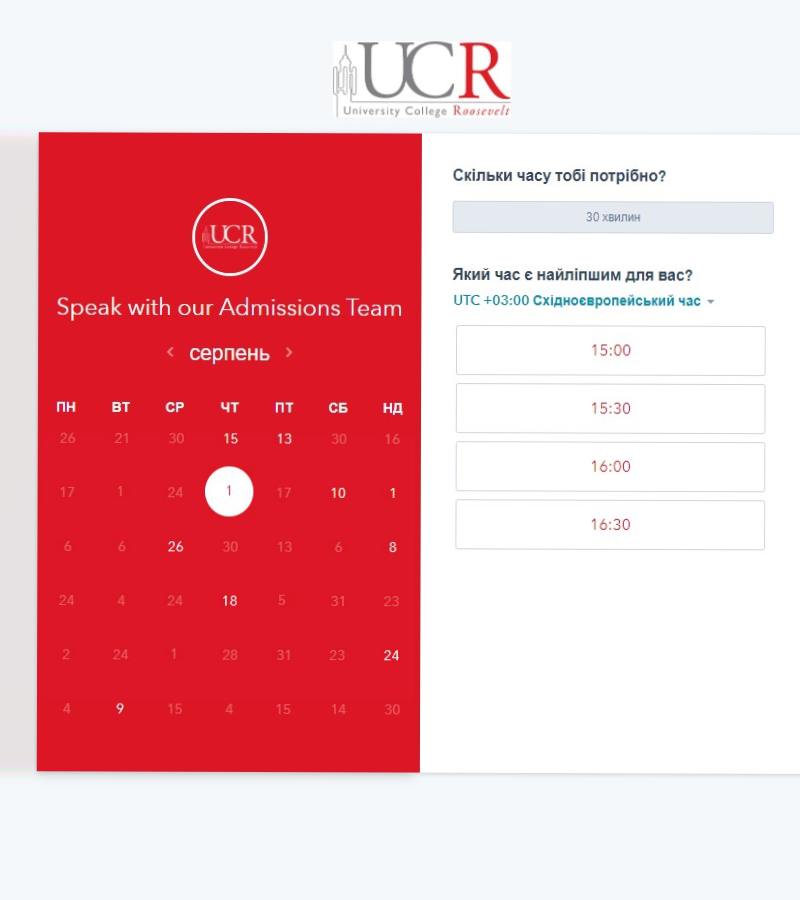 UCR
University College Roosevelt
UCR
Speak with our Admissions Team
серпень
ПН ВТ СР ЧТ ПТ СБ НД
26 21 30 15 13 30 16
17 1 24 1 17 10 1
6 6 26 30 13 6 8
24 4 24 18 5 31 23
2 24 1 28 31 23 24
4 9 15 4 15 14 30
Скільки часу тобі потрібно?
30 хвилин
Який час є найліпшим для вас?
UTC +03:00 Східноєвропейський час
15:00
15:30
16:00
16:30